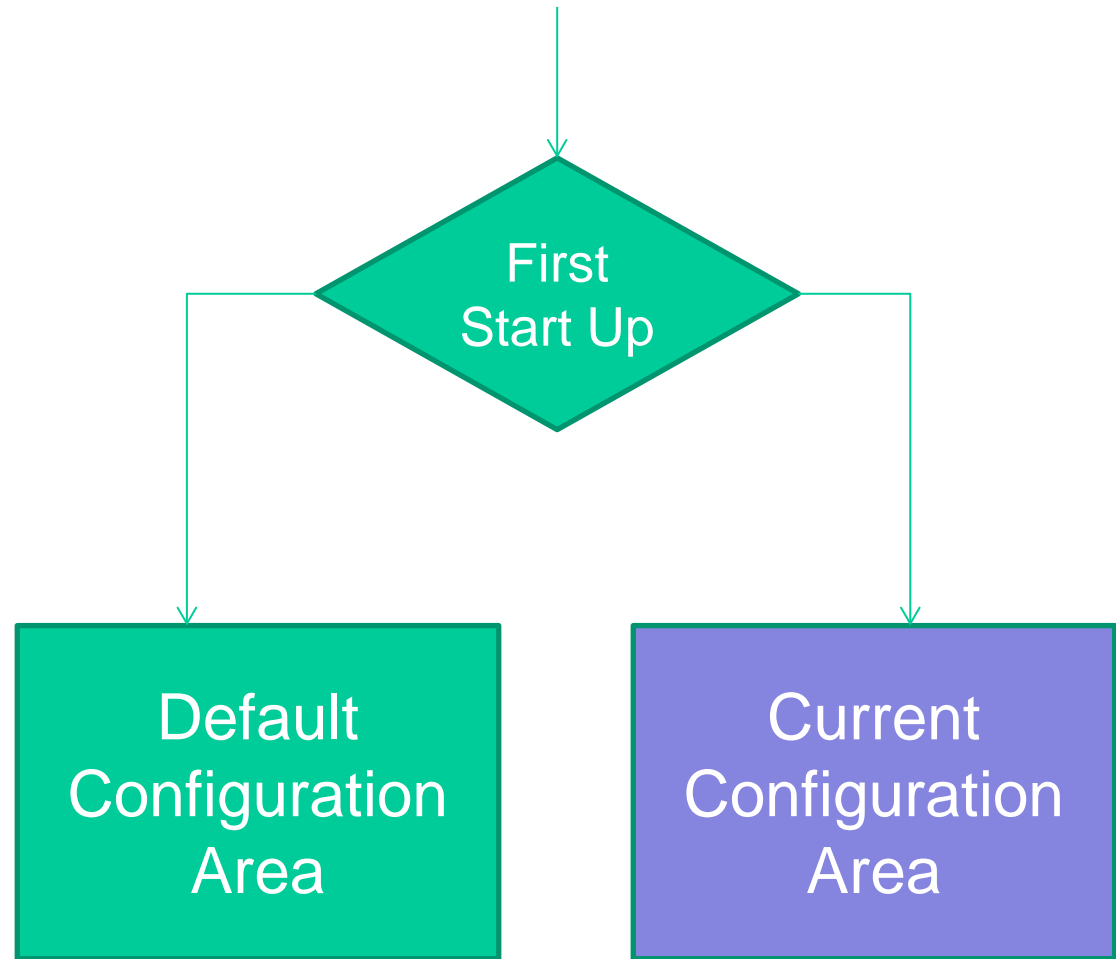 First
Start Up
Default
Configuration
Area
Current
Configuration
Area